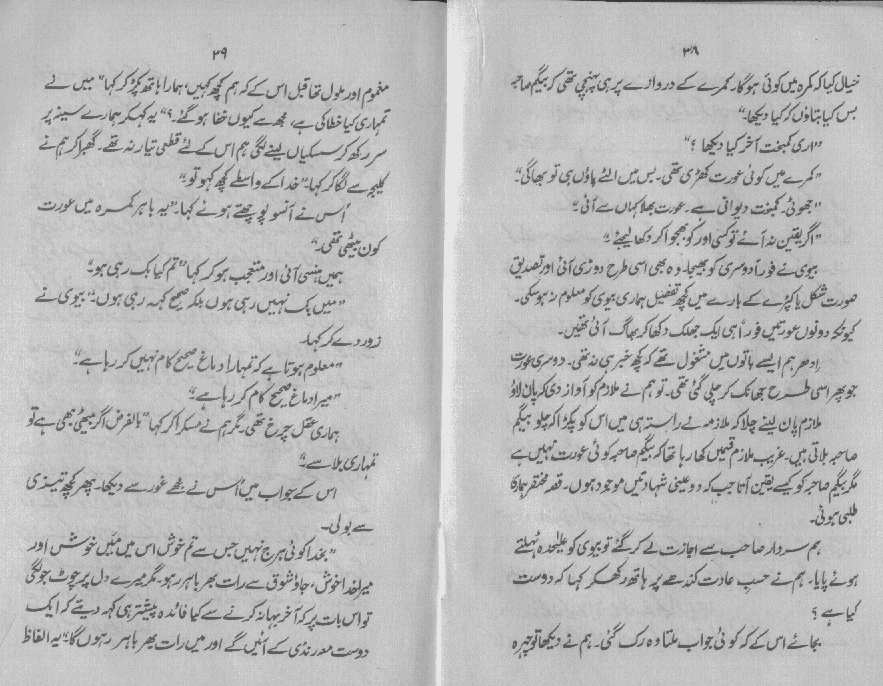 ۳۸
خیال کیا کہ کمرہ میں کوئی ہوگا۔ کمرے کے دروازے پر ہی پہنچی تھی کہ بیگم صاحبہ
بس کیا بتاؤں کہ کیا دیکھا۔"
"اری کمبخت آخر کیا دیکھا؟"
"کمرے میں کوئی عورت کھڑی تھی۔ بس میں الٹے پاؤں ہی تو بھاگی۔"
"جھوئی۔ کمبخت دیوانی ہے۔ عورت بھلا کہاں سے آئی۔"
"اگر یقین نہ آئے تو کسی اور کو بھجوا کر دکھا لیجئے۔"
بیوی نے فوراً دوسری کو بھیجا۔ وہ بھی اسی طرح دوڑی آئی اور تصدیق
صورت شکل یا کپڑے کے بارے میں کچھ تفصیل ہماری بیوی کو معلوم نہ ہو سکی۔
کیونکہ دونوں عورتیں فوراً ہی ایک جھلک دکھا کر بھاگ آئی تھیں۔
ادھر ہم ایسے باتوں میں مشغول تھے کہ کچھ خبر ہی نہ تھی۔ دوسری عورت
جو پھر اسی طرح جھانک کر چلی گئی تھی۔ تو ہم نے ملازم کو آواز دی کہ پان لاؤ
ملازم پان لینے چلا کہ ملازمہ نے راستہ ہی میں اس کو پکڑا کہ چلو بیگم
صاحبہ بلاتی ہیں۔ غریب ملازم قسمیں کھا رہا تھا کہ بیگم صاحبہ کوئی عورت نہیں ہے
مگر بیگم صاحبہ کو کیسے یقین آتا جب کہ دو عینی شہادتیں موجود ہوں۔ قصہ مختصر ہماری
طلبی ہوئی۔
ہم سردار صاحب سے اجازت لے کر گئے تو بیوی کو علیٰحدہ ٹہلتے
ہوئے پایا۔ ہم نے حسب عادت کندھے پر ہاتھ رکھکر کہا کہ دوست
کیا ہے؟
بجائے اس کے کہ کوئی جواب ملتا وہ رک گئی۔ ہم نے دیکھا تو چہرہ
۳۹
مغموم اور ملول تھا قبل اس کے کہ ہم کچھ کہیں، ہمارا ہاتھ پکڑ کر کہا "میں نے
تمہاری کیا خطا کی ہے، مجھ سے کیوں خفا ہو گئے۔؟" یہ کہکر ہمارے سینہ پر
سر رکھ کر سسکیاں لینے لگی ہم اس کے لئے قطعی تیار نہ تھے۔ گھبرا کر ہم نے
کلیجہ سے لگا کر کہا۔ "خدا کے واسطے کچھ کہو تو۔"
اُس نے آنسو پوچھتے ہوئے کہا۔ "یہ باہر کمرہ میں عورت
کون بیٹھی تھی۔"
ہمیں ہنسی آئی اور متعجب ہو کر کہا "تم کیا بک رہی ہو۔"
"میں بک نہیں رہی ہوں بلکہ صحیح کہہ رہی ہوں۔" بیوی نے
زور دے کر کہا۔
"معلوم ہوتا ہے کہ تمہارا دماغ صحیح کام نہیں کر رہا ہے۔"
"میرا دماغ صحیح کام کر رہا ہے۔"
ہماری عقل چرخ تھی۔ مگر ہم نے مسکرا کر کہا "بالفرض اگر بیٹھی بھی ہے تو
تمہاری بلا سے۔"
اس کے جواب میں اُس نے مجھے غور سے دیکھا۔ پھر کچھ تیزی
سے بولی۔
"بخدا کوئی ہرج نہیں جس سے تم خوش اس میں میں خوش اور
میرا خدا خوش، جاؤ شوق سے رات بھر باہر رہو۔ مگر میرے دل پر چوٹ جو لگی
تو اس بات پر کہ آخر بہانہ کرنے سے کیا فائدہ پیشتر ہی کہہ دیتے کہ ایک
دوست معہ رنڈی کے آئیں گے اور میں رات بھر باہر رہوں گا۔" یہ الفاظ